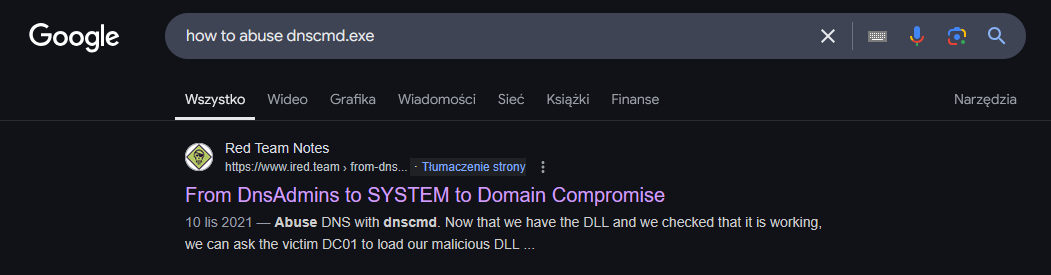 Google
how to abuse dnscmd.exe
Wszystko Wideo Grafika Wiadomości Sieć Książki Finanse Narzędzia
Red Team Notes
https://www.ired.team › from-dns... · Tłumaczenie strony
From DnsAdmins to SYSTEM to Domain Compromise
10 lis 2021 — Abuse DNS with dnscmd. Now that we have the DLL and we checked that it is working,
we can ask the victim DC01 to load our malicious DLL ...